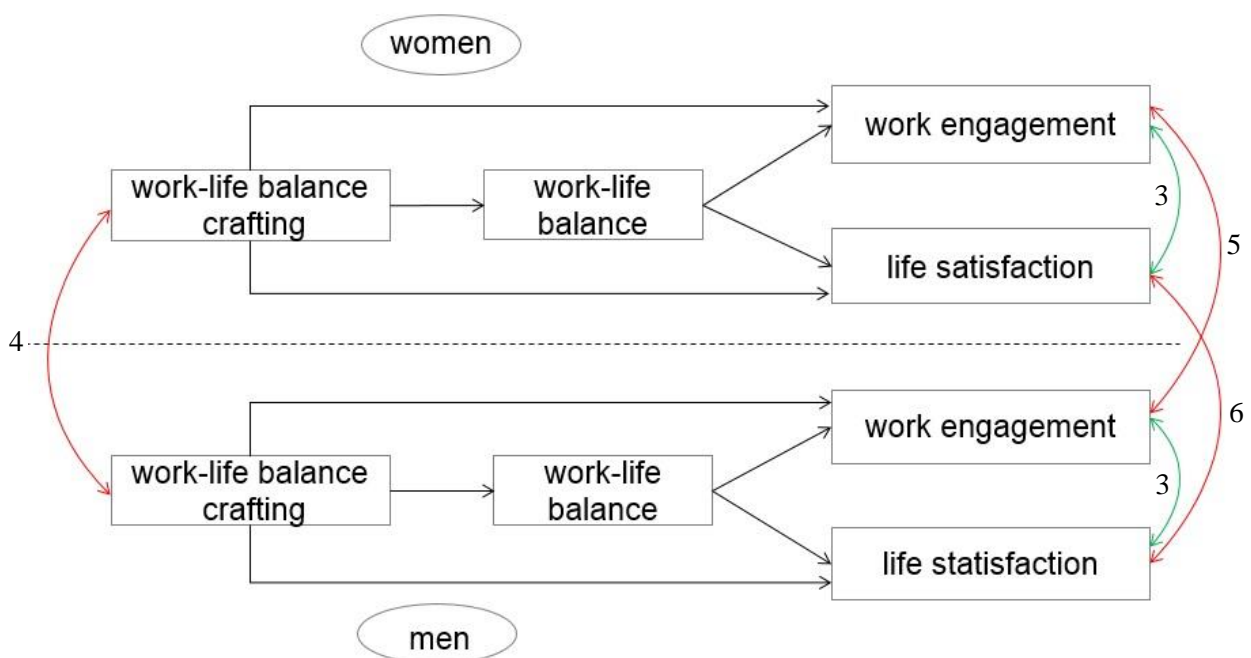 women
work engagement
work-life balance
crafting
work-life
balance
3
5
life satisfaction
4
work engagement
6
work-life balance
crafting
work-life
balance
3
life statisfaction
men